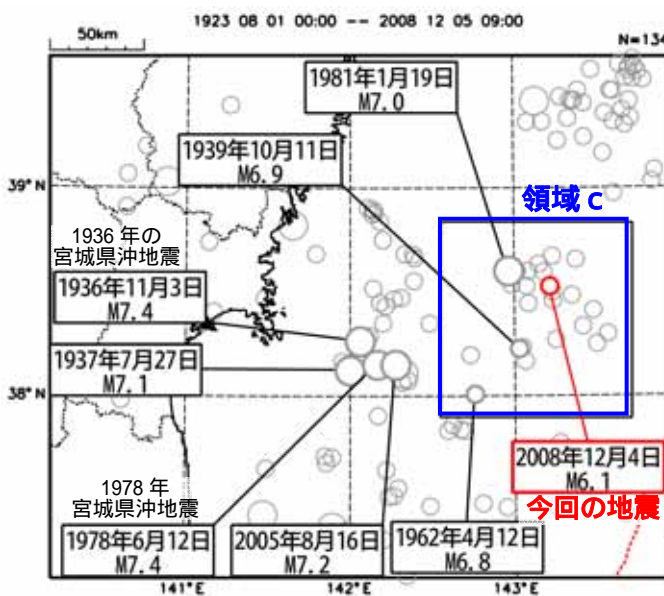 1923 08 01 00:00 -- 2008 12 05 09:00
50km
N=134
1981年1月19日
M7.0
1939年10月11日
M6.9
39°N
領域 c
1936 年の
宮城県沖地震
1936年11月3日
M7.4
1937年7月27日
M7.1
38°N
2008年12月4日
M6.1
今回の地震
1978 年
宮城県沖地震
1978年6月12日
M7.4
2005年8月16日
M7.2
1962年4月12日
M6.8
141°E
142°E
143°E